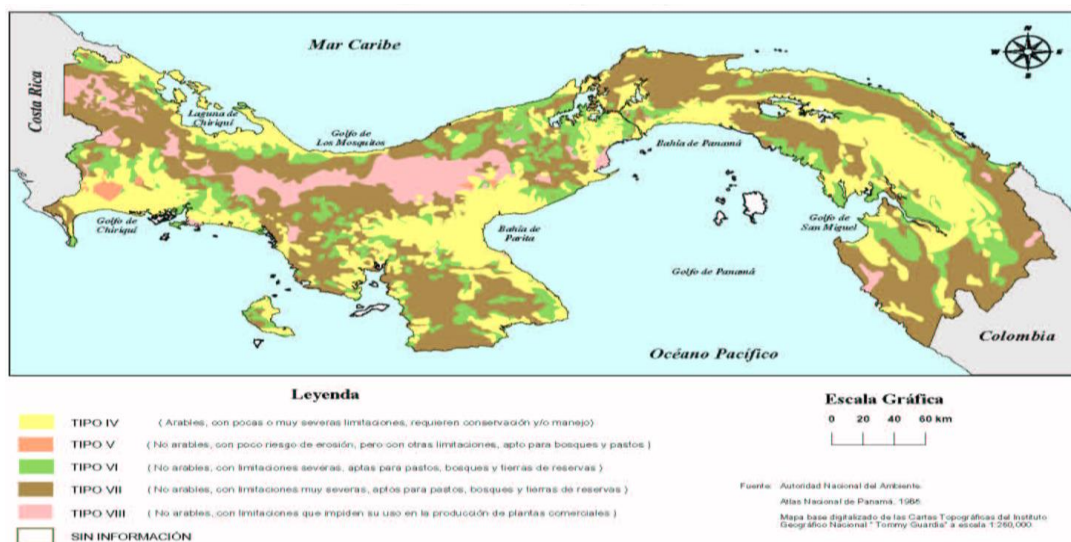 Mar Caribe
Costa Rica
Laguna de
Chiriquí
Golfo de
Los Mosquitos
Bahía de Panamá
Golfo de
Chiriquí
Bahía de
Parita
Golfo de
San Miguel
Golfo de Panamá
Océano Pacífico
Colombia
N
W
E
S
Leyenda
TIPO IV ( Arables, con pocas o muy severas limitaciones, requieren conservación y/o manejo)
TIPO V ( No arables, con poco riesgo de erosión, pero con otras limitaciones, apto para bosques y pastos )
TIPO VI ( No arables, con limitaciones severas, aptas para pastos, bosques y tierras de reservas )
TIPO VII ( No arables, con limitaciones muy severas, aptos para pastos, bosques y tierras de reservas )
TIPO VIII ( No arables, con limitaciones que impiden su uso en la producción de plantas comerciales )
SIN INFORMACIÓN
Escala Gráfica
0 20 40 60 km
Fuente: Autoridad Nacional del Ambiente.
Atlas Nacional de Panamá, 1986.
Mapa base digitalizado de las Cartas Topográficas del Instituto
Geográfico Nacional "Tommy Guardia" a escala 1:250,000.